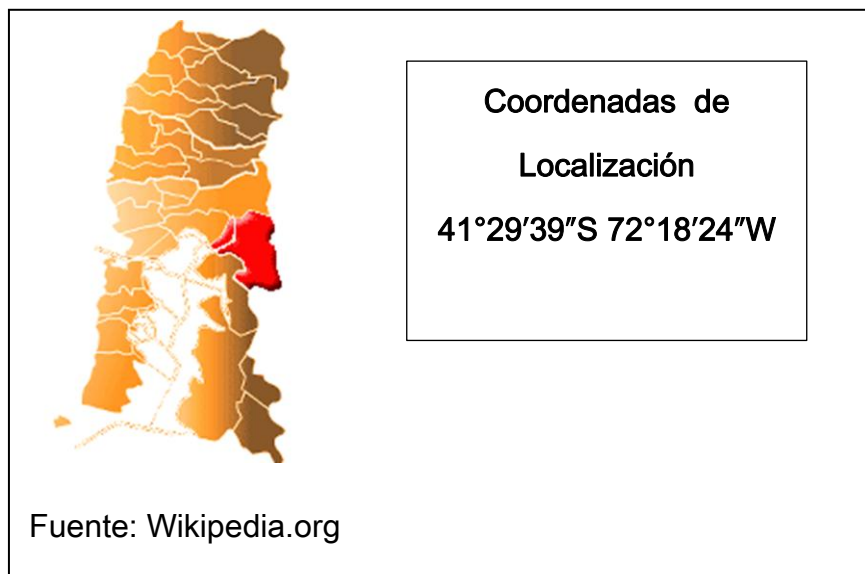 Coordenadas de
Localización
41°29′39″S 72°18′24″W
Fuente: Wikipedia.org